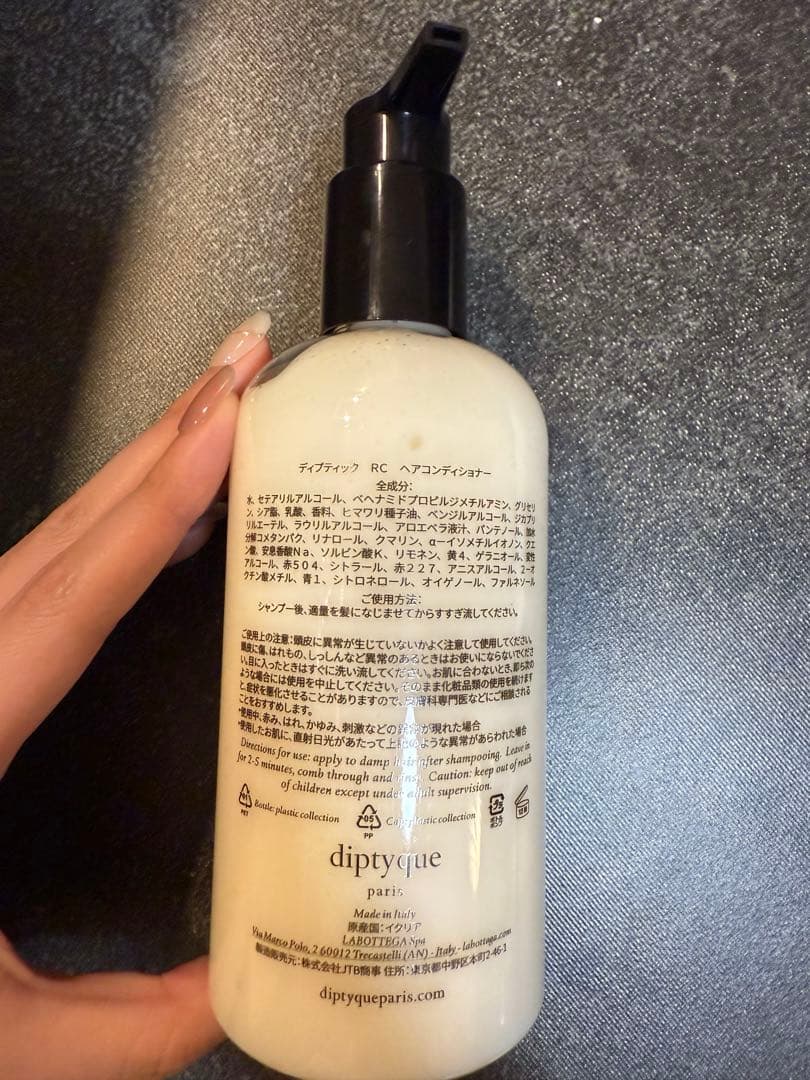 ディプティック RC ヘアコンディショナー
全成分:
水、セテアリルアルコール、ベヘナミドプロピルジメチルアミン、グリセリ
ン、シア脂、乳酸、香料、ヒマワリ種子油、ベンジルアルコール、ジカプリ
リルエーテル、ラウリルアルコール、アロエベラ液汁、パンテノール、加水
分解コメタンパク、リナロール、クマリン、α-イソメチルイオノン、クエ
ン酸、安息香酸Na、ソルビン酸K、リモネン、黄4、ゲラニオール、変性
アルコール、赤504、シトラール、赤227、アニスアルコール、2-オ
クチン酸メチル、青1、シトロネロール、オイゲノール、ファルネソール
ご使用方法:
シャンプー後、適量を髪になじませてからすすぎ流してください。
ご使用上の注意:頭皮に異常が生じていないかよく注意して使用してください。
頭皮に傷、はれもの、しっしんなど異常のあるときはお使いにならないでくださ
い。目に入ったときはすぐに洗い流してください。お肌に合わないとき、即ち次の
ような場合には使用を中止してください。そのまま化粧品類の使用を続けます
と、症状を悪化させることがありますので、皮膚科専門医などにご相談される
ことをおすすめします。
*使用中、赤み、はれ、かゆみ、刺激などの異常が現れた場合
*使用したお肌に、直射日光があたって上記のような異常があらわれた場合
Directions for use: apply to damp hair after shampooing. Leave in
for 2-5 minutes, comb through and rinse. Caution: keep out of reach
of children except under adult supervision.
01 PET Bottle: plastic collection 05 PP Cap: plastic collection
diptyque
paris
Made in Italy
原産国:イタリア
LABOTTEGA Spa
Via Marco Polo, 2 60012 Trecastelli (AN) - Italy - labottega.com
製造販売元:株式会社JTB商事 住所:東京都中野区本町2-46-1
diptyqueparis.com